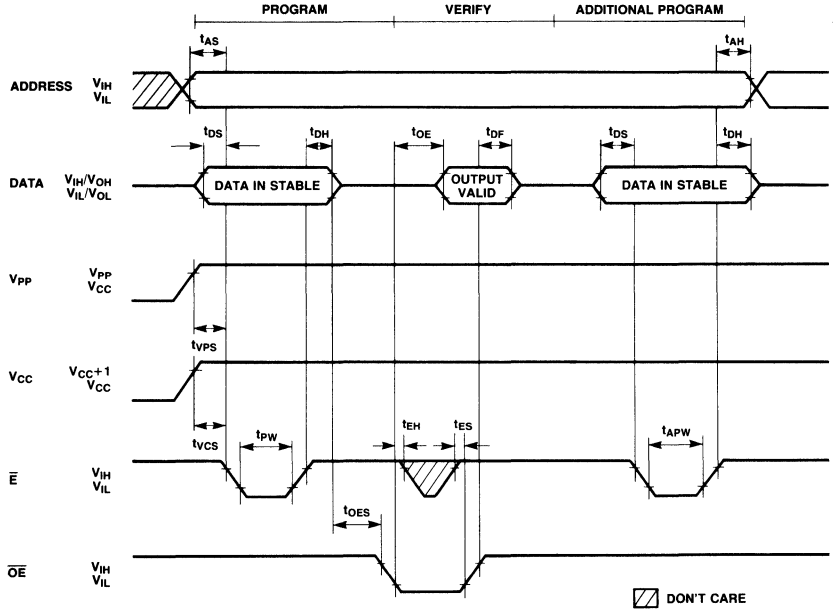 PROGRAM VERIFY ADDITIONAL PROGRAM
tAS tAH
ADDRESS VIH
VIL
tDS tDH tOE tDF tDS tDH
DATA VIH/VOH DATA IN STABLE OUTPUT VALID DATA IN STABLE
VIL/VOL
VPP VPP
VCC
tVPS
VCC VCC+1
VCC
tVCS tPW tEH tES tAPW
E̅ VIH
VIL
tOES
O̅E̅ VIH
VIL
DON'T CARE